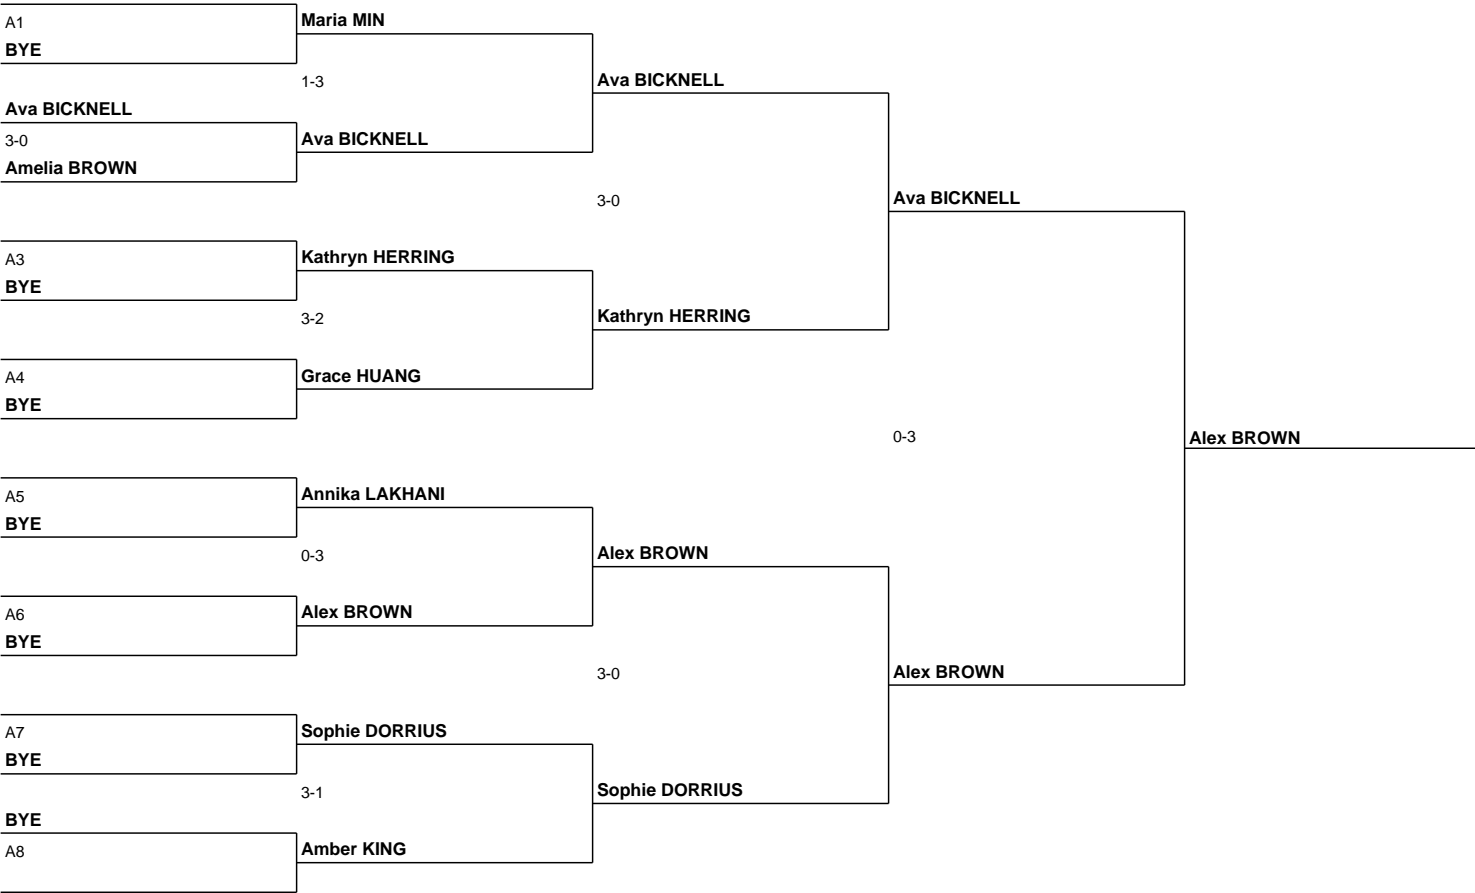 A1
BYE
Ava BICKNELL
3-0
Amelia BROWN
A3
BYE
A4
BYE
A5
BYE
A6
BYE
A7
BYE
BYE
A8
Maria MIN
1-3
Ava BICKNELL
Kathryn HERRING
3-2
Grace HUANG
Annika LAKHANI
0-3
Alex BROWN
Sophie DORRIUS
3-1
Amber KING
Ava BICKNELL
3-0
Kathryn HERRING
Alex BROWN
3-0
Sophie DORRIUS
Ava BICKNELL
0-3
Alex BROWN
Alex BROWN